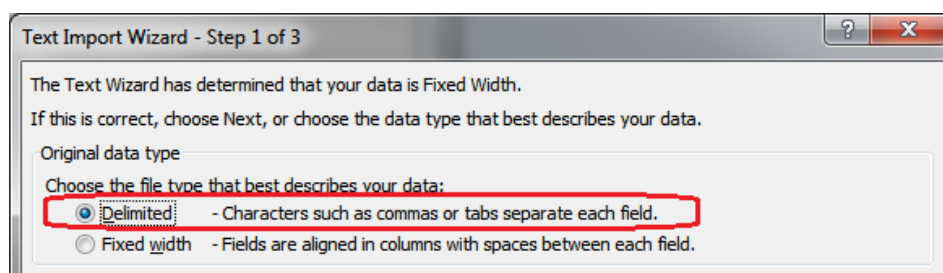 Text Import Wizard - Step 1 of 3
?
X
The Text Wizard has determined that your data is Fixed Width.
If this is correct, choose Next, or choose the data type that best describes your data.
Original data type
Choose the file type that best describes your data:
Delimited - Characters such as commas or tabs separate each field.
Fixed width - Fields are aligned in columns with spaces between each field.